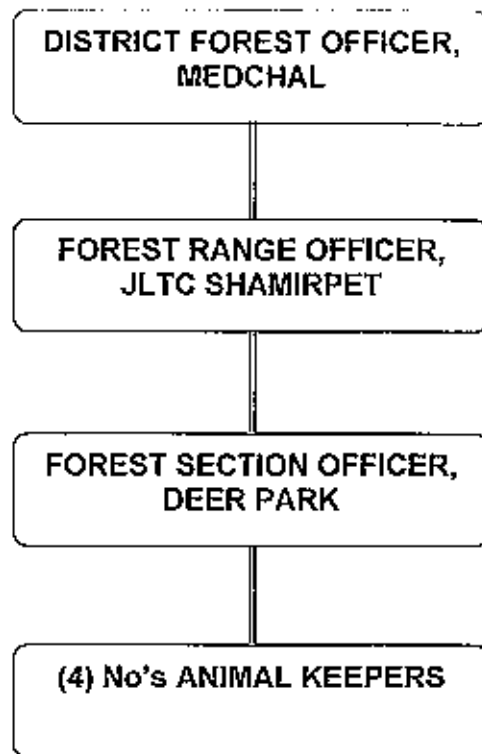 DISTRICT FOREST OFFICER,
MEDCHAL
FOREST RANGE OFFICER,
JLTC SHAMIRPET
FOREST SECTION OFFICER,
DEER PARK
(4) No's ANIMAL KEEPERS